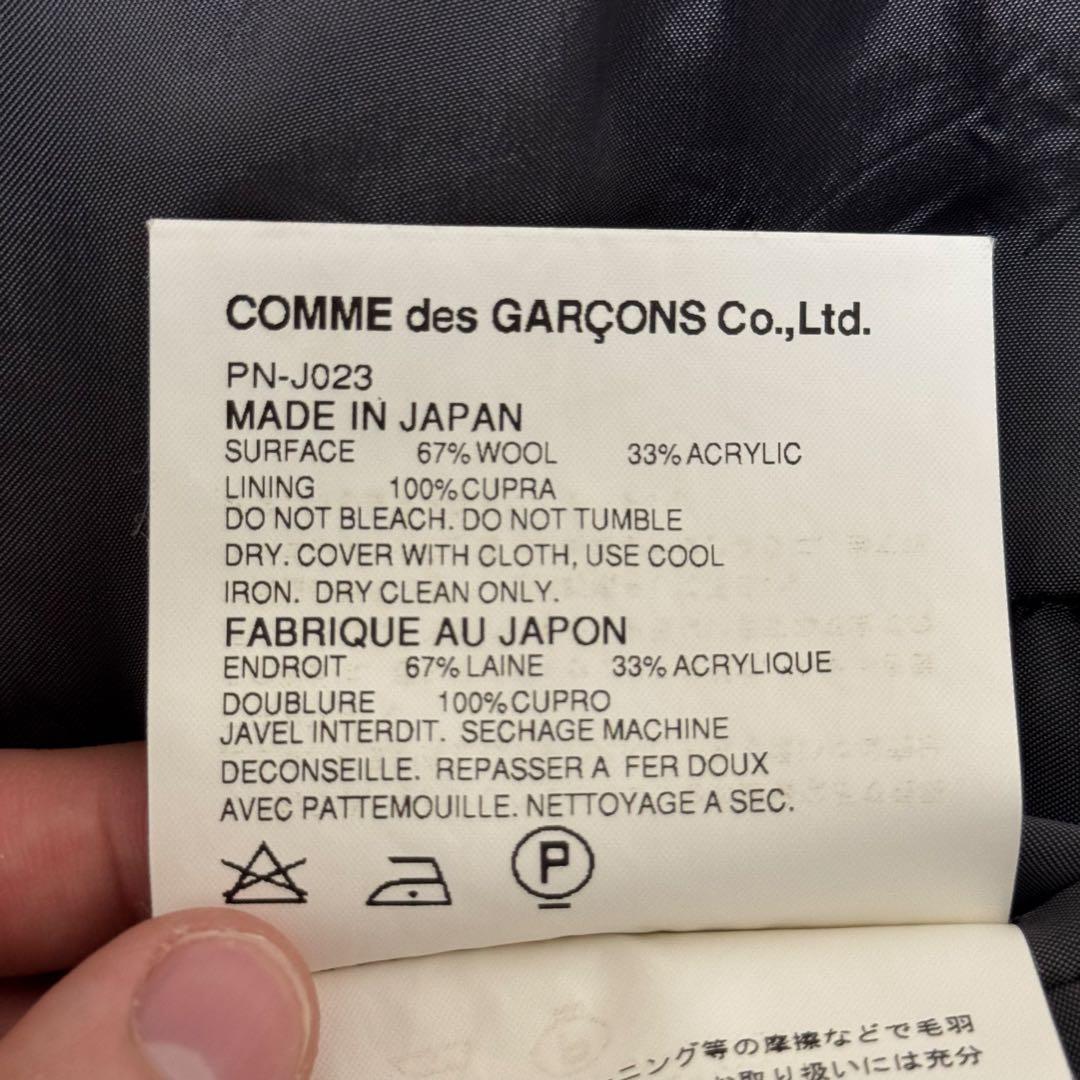 COMME des GARÇONS Co.,Ltd.
PN-J023
MADE IN JAPAN
SURFACE 67% WOOL 33% ACRYLIC
LINING 100% CUPRA
DO NOT BLEACH. DO NOT TUMBLE
DRY. COVER WITH CLOTH, USE COOL
IRON. DRY CLEAN ONLY.
FABRIQUE AU JAPON
ENDROIT 67% LAINE 33% ACRYLIQUE
DOUBLURE 100% CUPRO
JAVEL INTERDIT. SECHAGE MACHINE
DECONSEILLE. REPASSER A FER DOUX
AVEC PATTEMOUILLE. NETTOYAGE A SEC.
P
ニング等の摩擦などで毛羽
取り扱いには充分